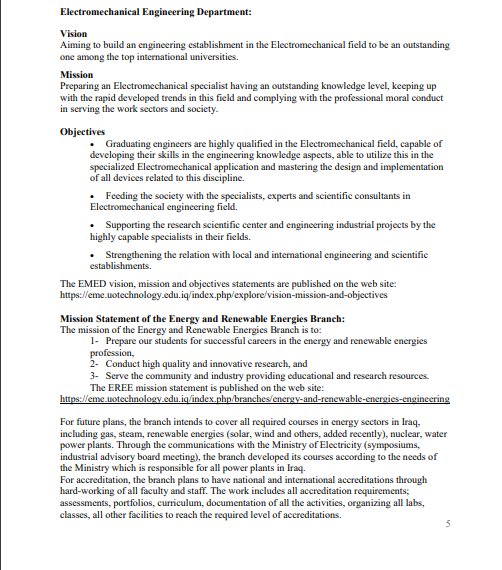 Electromechanical Engineering Department:
Vision
Aiming to build an engineering establishment in the Electromechanical field to be an outstanding
one among the top international universities.
Mission
Preparing an Electromechanical specialist having an outstanding knowledge level, keeping up
with the rapid developed trends in this field and complying with the professional moral conduct
in serving the work sectors and society.
Objectives
• Graduating engineers are highly qualified in the Electromechanical field, capable of
developing their skills in the engineering knowledge aspects, able to utilize this in the
specialized Electromechanical application and mastering the design and implementation
of all devices related to this discipline.
• Feeding the society with the specialists, experts and scientific consultants in
Electromechanical engineering field.
• Supporting the research scientific center and engineering industrial projects by the
highly capable specialists in their fields.
• Strengthening the relation with local and international engineering and scientific
establishments.
The EMED vision, mission and objectives statements are published on the web site:
https://eme.uotechnology.edu.iq/index.php/explore/vision-mission-and-objectives
Mission Statement of the Energy and Renewable Energies Branch:
The mission of the Energy and Renewable Energies Branch is to:
1- Prepare our students for successful careers in the energy and renewable energies
profession,
2- Conduct high quality and innovative research, and
3- Serve the community and industry providing educational and research resources.
The EREE mission statement is published on the web site:
https://eme.uotechnology.edu.iq/index.php/branches/energy-and-renewable-energies-engineering
For future plans, the branch intends to cover all required courses in energy sectors in Iraq,
including gas, steam, renewable energies (solar, wind and others, added recently), nuclear, water
power plants. Through the communications with the Ministry of Electricity (symposiums,
industrial advisory board meeting), the branch developed its courses according to the needs of
the Ministry which is responsible for all power plants in Iraq.
For accreditation, the branch plans to have national and international accreditations through
hard-working of all faculty and staff. The work includes all accreditation requirements;
assessments, portfolios, curriculum, documentation of all the activities, organizing all labs,
classes, all other facilities to reach the required level of accreditations.
5